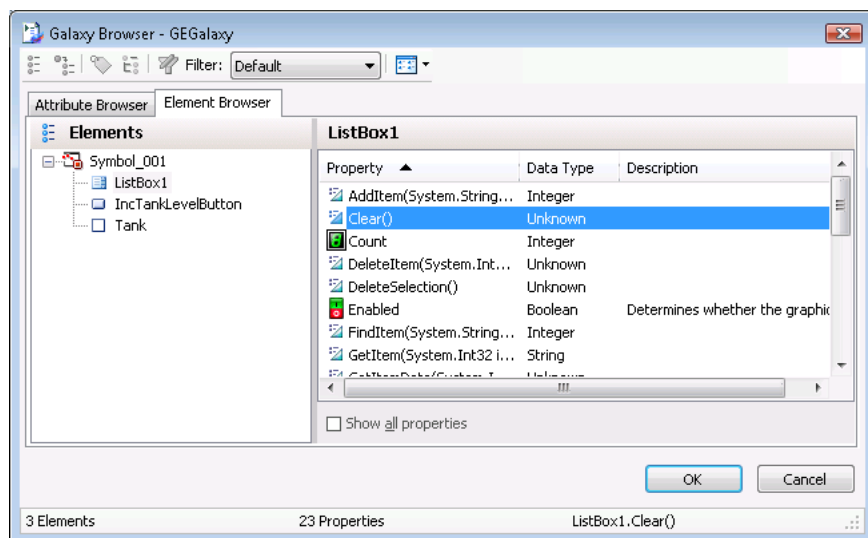 Galaxy Browser - GEGalaxy
Filter: Default
Attribute Browser Element Browser
Elements
ListBox1
Symbol_001
ListBox1
IncTankLevelButton
Tank
Property Data Type Description
AddItem(System.String... Integer
Clear() Unknown
Count Integer
DeleteItem(System.Int... Unknown
DeleteSelection() Unknown
Enabled Boolean Determines whether the graphic
FindItem(System.String... Integer
GetItem(System.Int32 i... String
Show all properties
OK Cancel
3 Elements 23 Properties ListBox1.Clear()